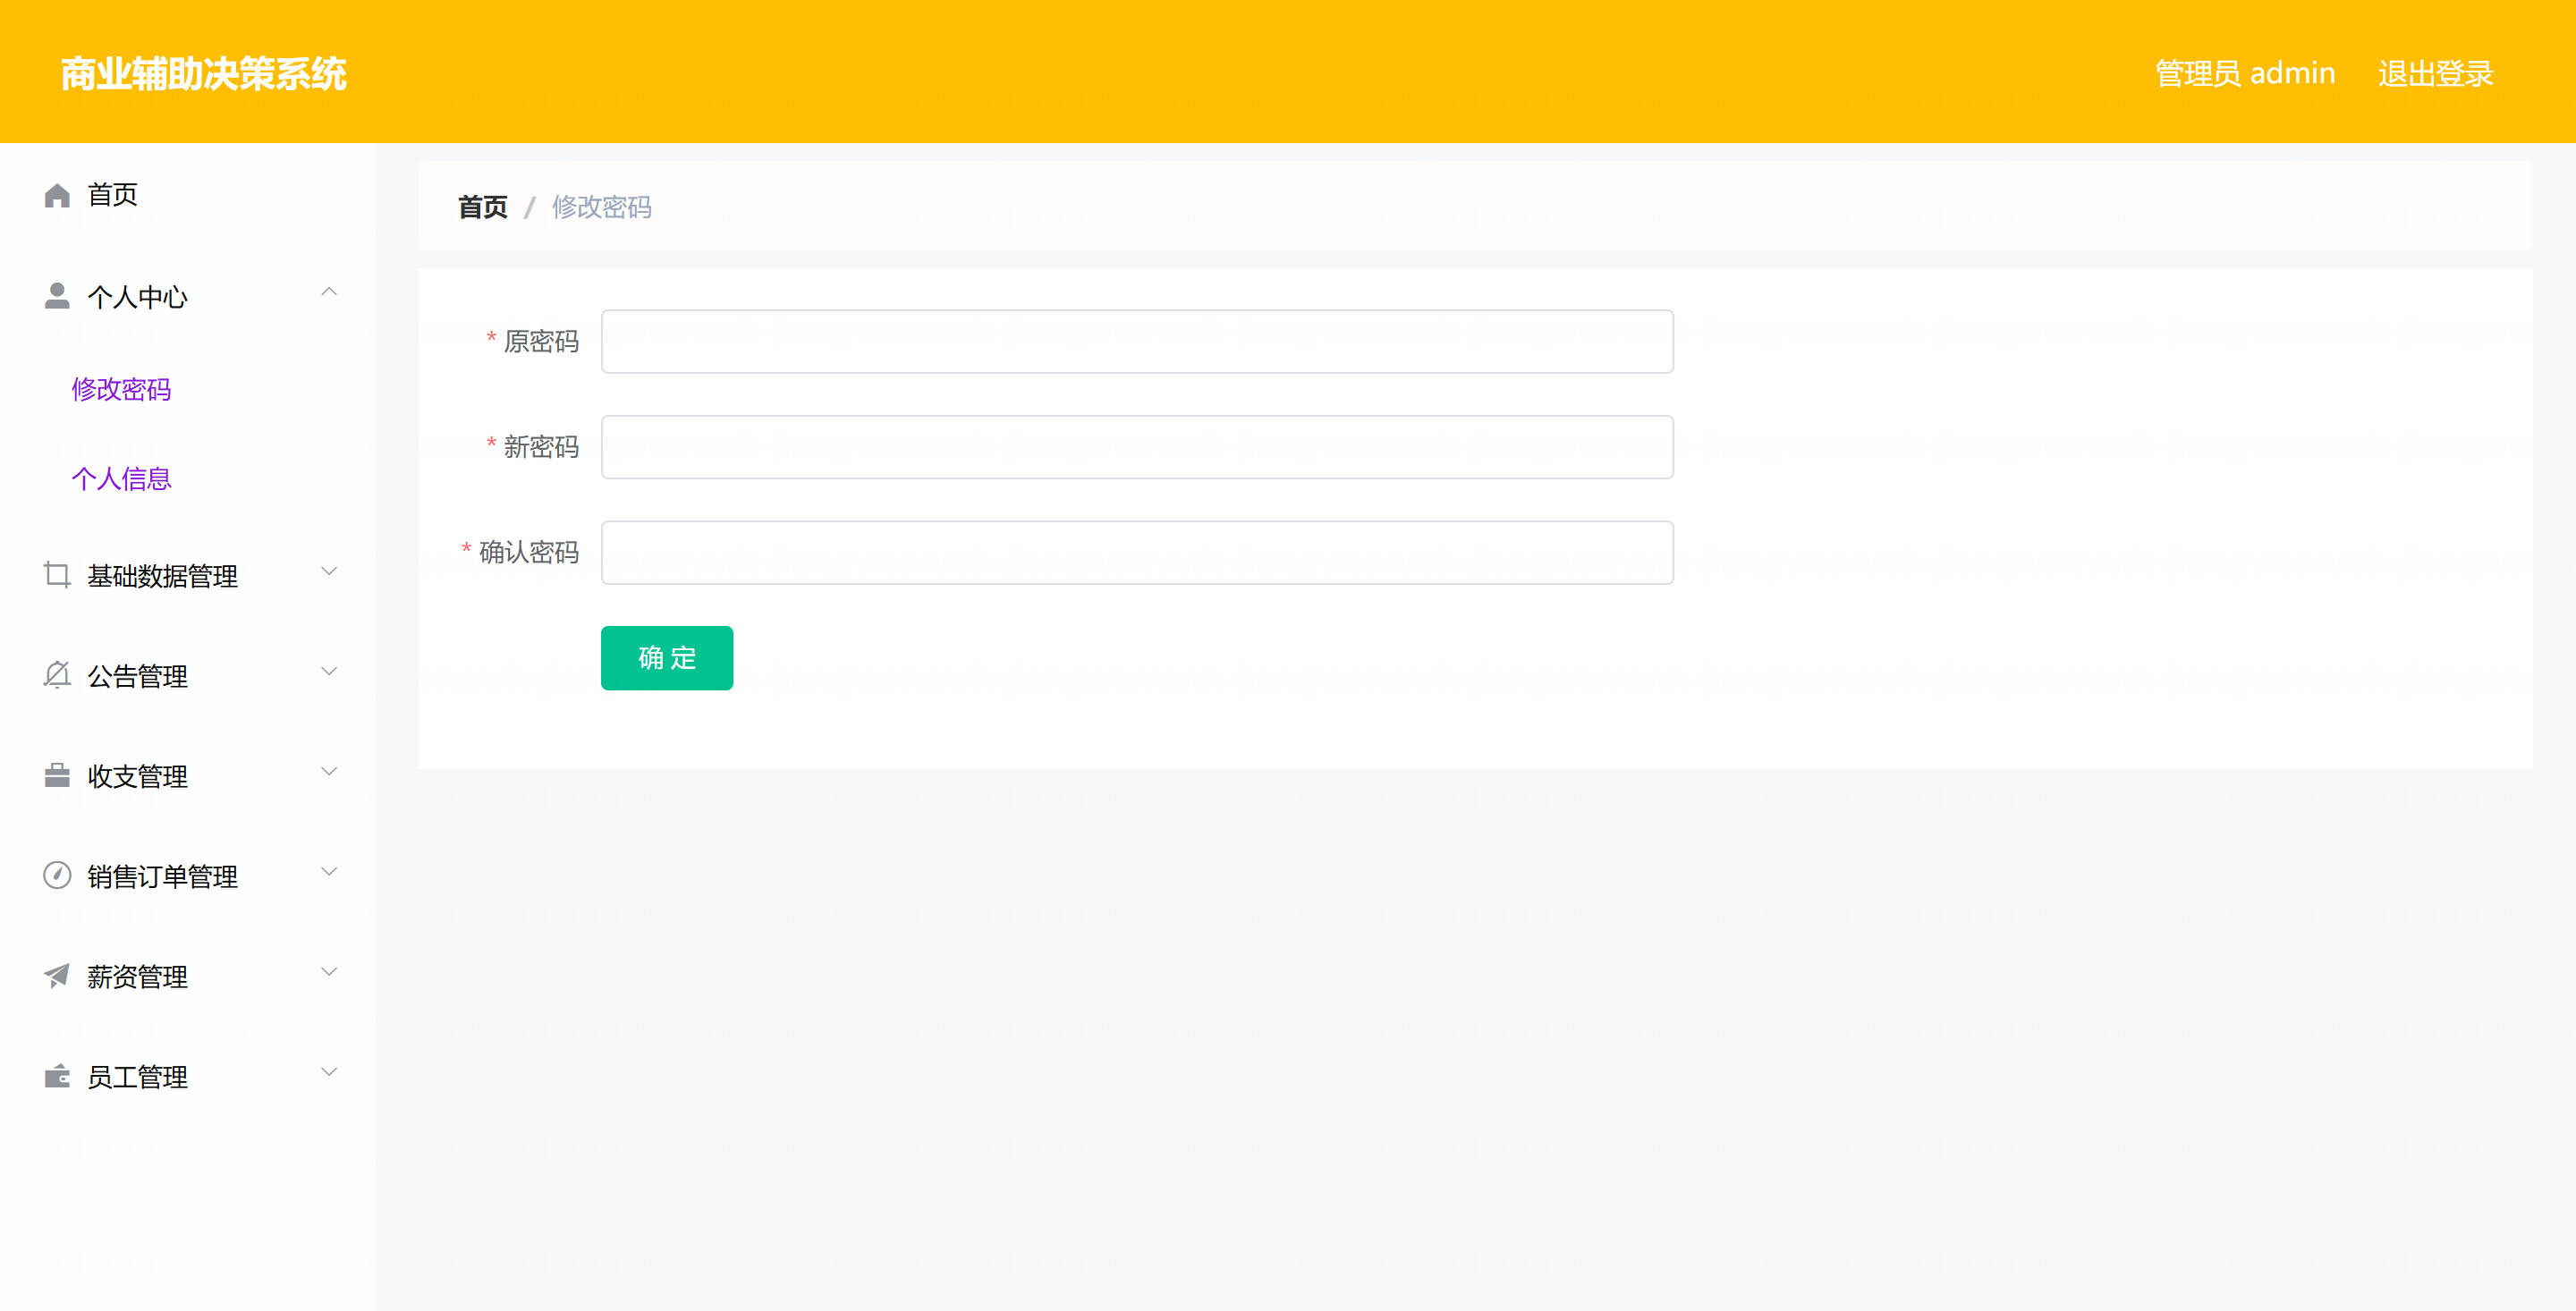 商业辅助决策系统
管理员 admin
退出登录
首页
个人中心
修改密码
个人信息
基础数据管理
公告管理
收支管理
销售订单管理
薪资管理
员工管理
首页 / 修改密码
* 原密码
* 新密码
* 确认密码
确 定